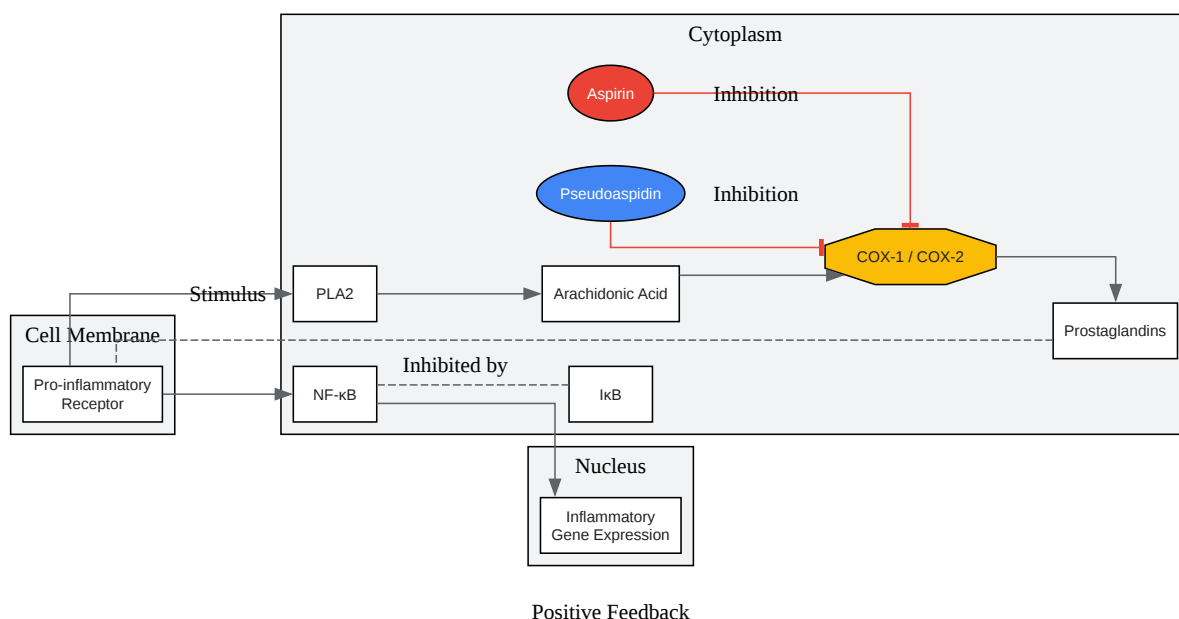 Cytoplasm
Aspirin
Inhibition
Pseudoaspidin
Inhibition
COX-1 / COX-2
Stimulus
PLA2
Arachidonic Acid
Prostaglandins
Cell Membrane
Pro-inflammatory
Receptor
Inhibited by
NF-κB
IκB
Nucleus
Inflammatory
Gene Expression
Positive Feedback